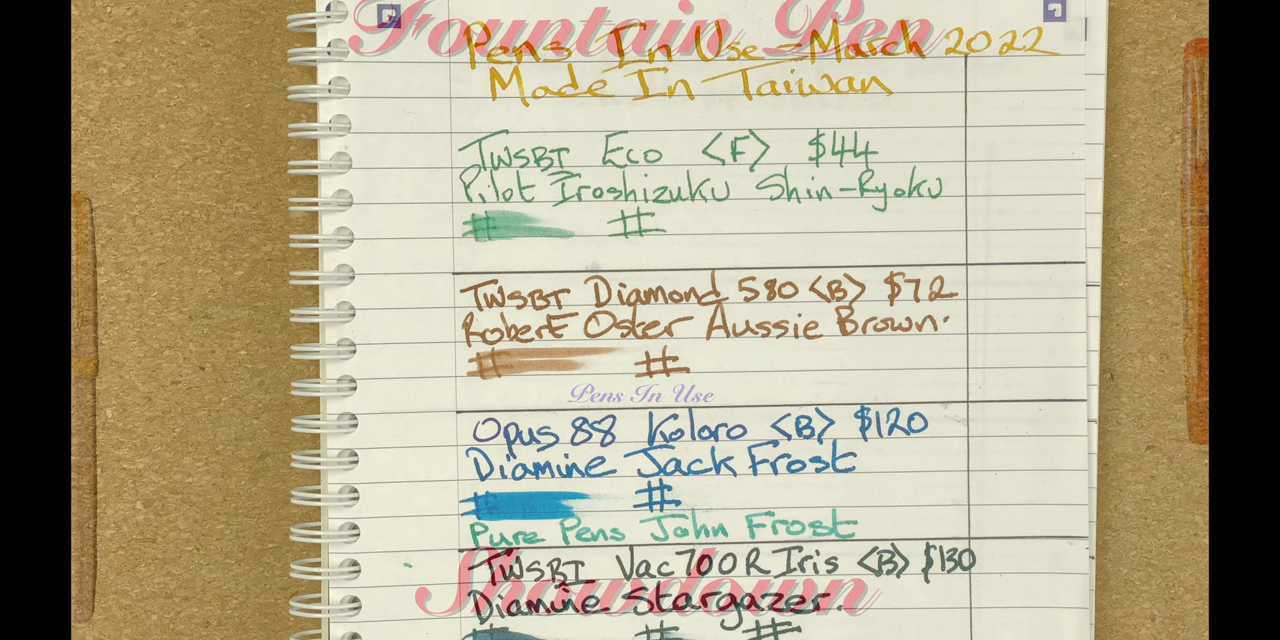 Fountain Pen
Pens In Use – March 2022
Made In Taiwan
TWSBI Eco <F> $44
Pilot Iroshizuku Shin-Ryoku
# #
TWSBI Diamond 580 <B> $72
Robert Oster Aussie Brown.
# #
Pens In Use
Opus 88 Koloro <B> $120
Diamine Jack Frost
# #
Pure Pens John Frost
TWSBI Vac700R Iris <B> $130
Showdown
Diamine Stargazer.
# # #